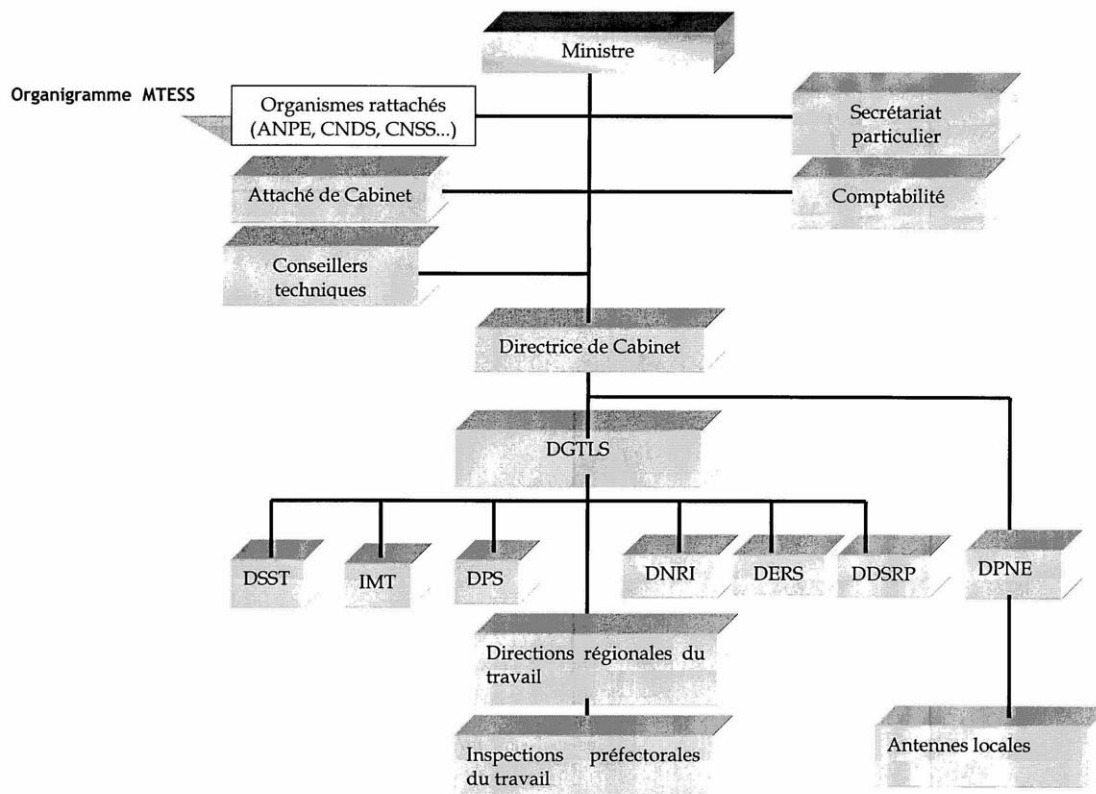 Ministre
Organigramme MTESS
Organismes rattachés
(ANPE, CNDS, CNSS...)
Secrétariat
particulier
Attaché de Cabinet
Comptabilité
Conseillers
techniques
Directrice de Cabinet
DGTLS
DSST
IMT
DPS
DNRI
DERS
DDSRP
DPNE
Directions régionales du
travail
Inspections préfectorales
du travail
Antennes locales